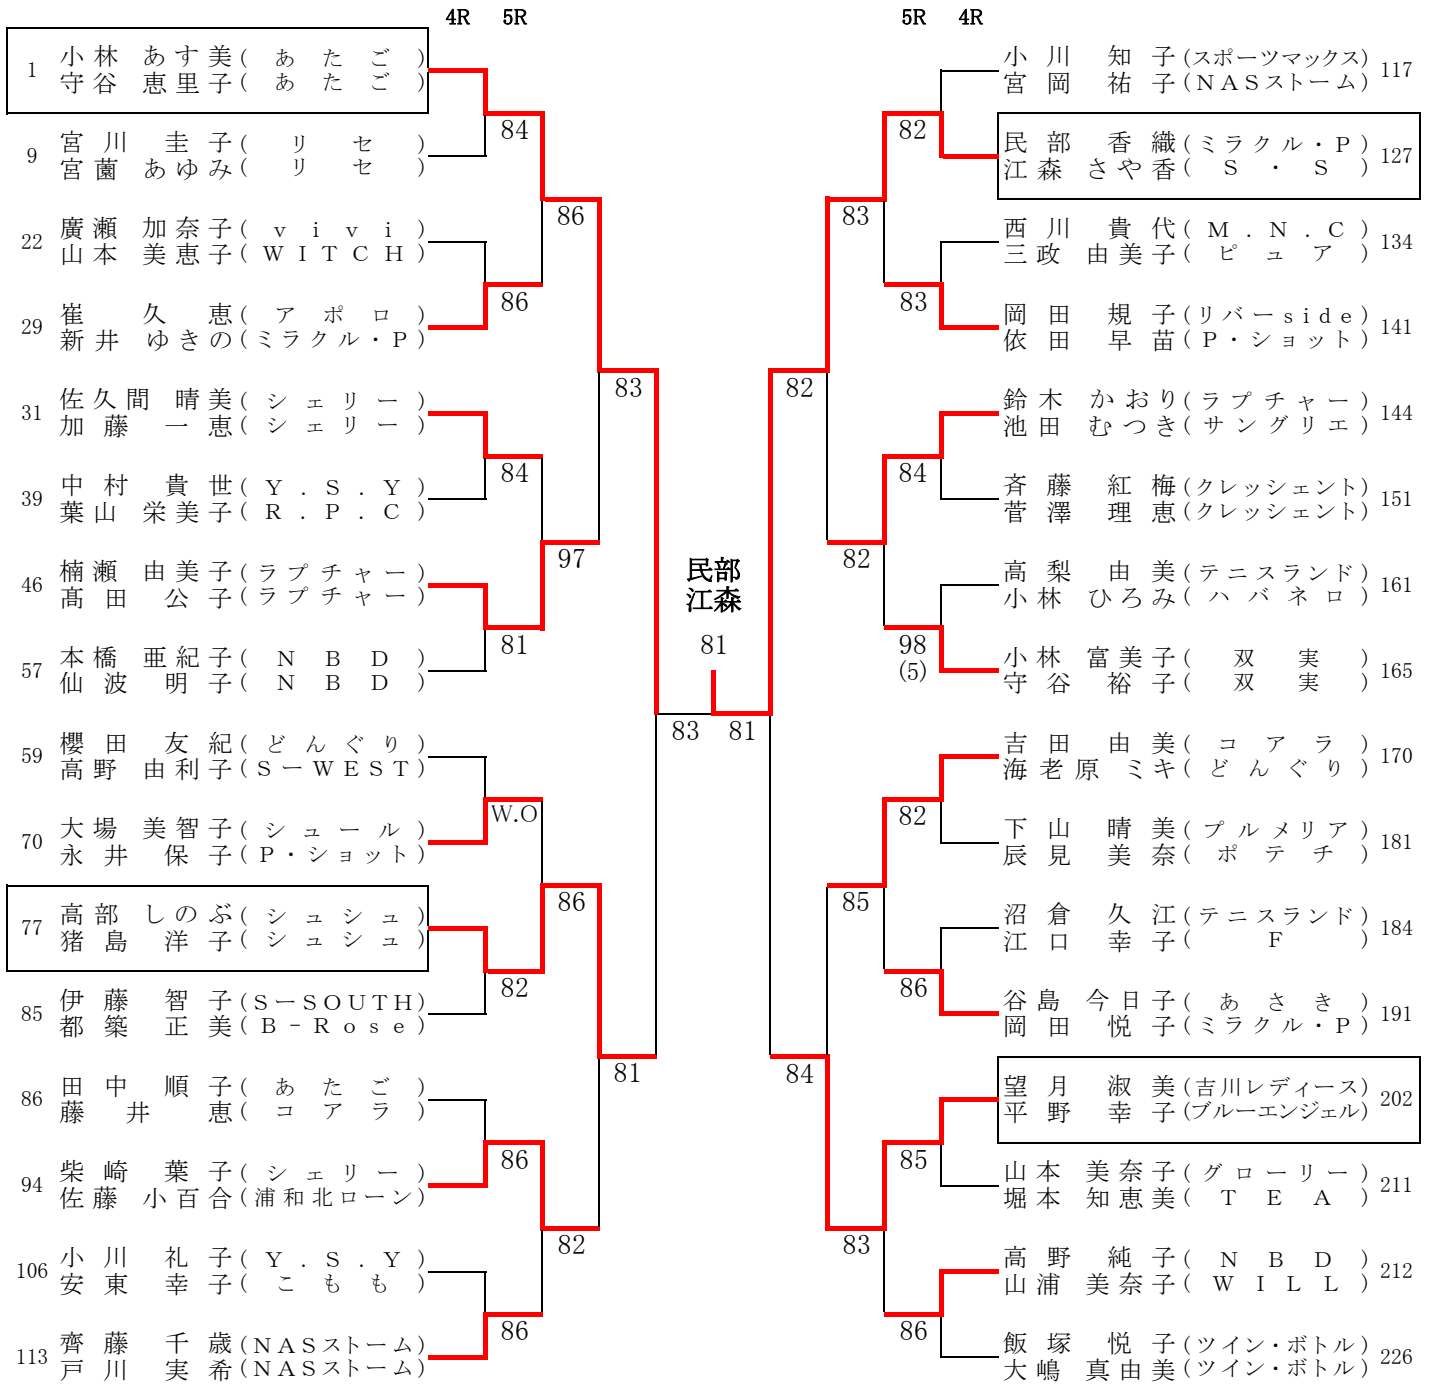 4R 5R
1 小林 あす美(あたご)
守谷 恵里子(あたご)
84
9 宮川 圭子(リセ)
宮薗 あゆみ(リセ)
86
22 廣瀬 加奈子(vivi)
山本 美恵子(WITCH)
86
29 崔 久恵(アポロ)
新井 ゆきの(ミラクル・P)
83
31 佐久間 晴美(シェリー)
加藤 一恵(シェリー)
84
39 中村 貴世(Y.S.Y)
葉山 栄美子(R.P.C)
97
46 楠瀬 由美子(ラプチャー)
髙田 公子(ラプチャー)
81
57 本橋 亜紀子(NBD)
仙波 明子(NBD)
83
59 櫻田 友紀(どんぐり)
高野 由利子(S-WEST)
W.O
70 大場 美智子(シュール)
永井 保子(P・ショット)
86
77 高部 しのぶ(シュシュ)
猪島 洋子(シュシュ)
82
85 伊藤 智子(S-SOUTH)
都築 正美(B-Rose)
81
86 田中 順子(あたご)
藤井 恵(コアラ)
86
94 柴崎 葉子(シェリー)
佐藤 小百合(浦和北ローン)
82
106 小川 礼子(Y.S.Y)
安東 幸子(こもも)
86
113 齊藤 千歳(NASストーム)
戸川 実希(NASストーム)
民部
江森
81
5R 4R
小川 知子(スポーツマックス) 117
宮岡 祐子(NASストーム)
82
民部 香織(ミラクル・P) 127
江森 さや香(S・S)
83
西川 貴代(M.N.C) 134
三政 由美子(ピュア)
83
岡田 規子(リバーside) 141
依田 早苗(P・ショット)
82
鈴木 かおり(ラプチャー) 144
池田 むつき(サングリエ)
84
斉藤 紅梅(クレッシェント) 151
菅澤 理恵(クレッシェント)
82
高梨 由美(テニスランド) 161
小林 ひろみ(ハバネロ)
98
(5)
小林 富美子(双実) 165
守谷 裕子(双実)
81
吉田 由美(コアラ) 170
海老原 ミキ(どんぐり)
82
下山 晴美(プルメリア) 181
辰見 美奈(ポテチ)
85
沼倉 久江(テニスランド) 184
江口 幸子(F)
86
谷島 今日子(あさき) 191
岡田 悦子(ミラクル・P)
84
望月 淑美(吉川レディース) 202
平野 幸子(ブルーエンジェル)
85
山本 美奈子(グローリー) 211
堀本 知恵美(TEA)
83
高野 純子(NBD) 212
山浦 美奈子(WILL)
86
飯塚 悦子(ツイン・ボトル) 226
大嶋 真由美(ツイン・ボトル)